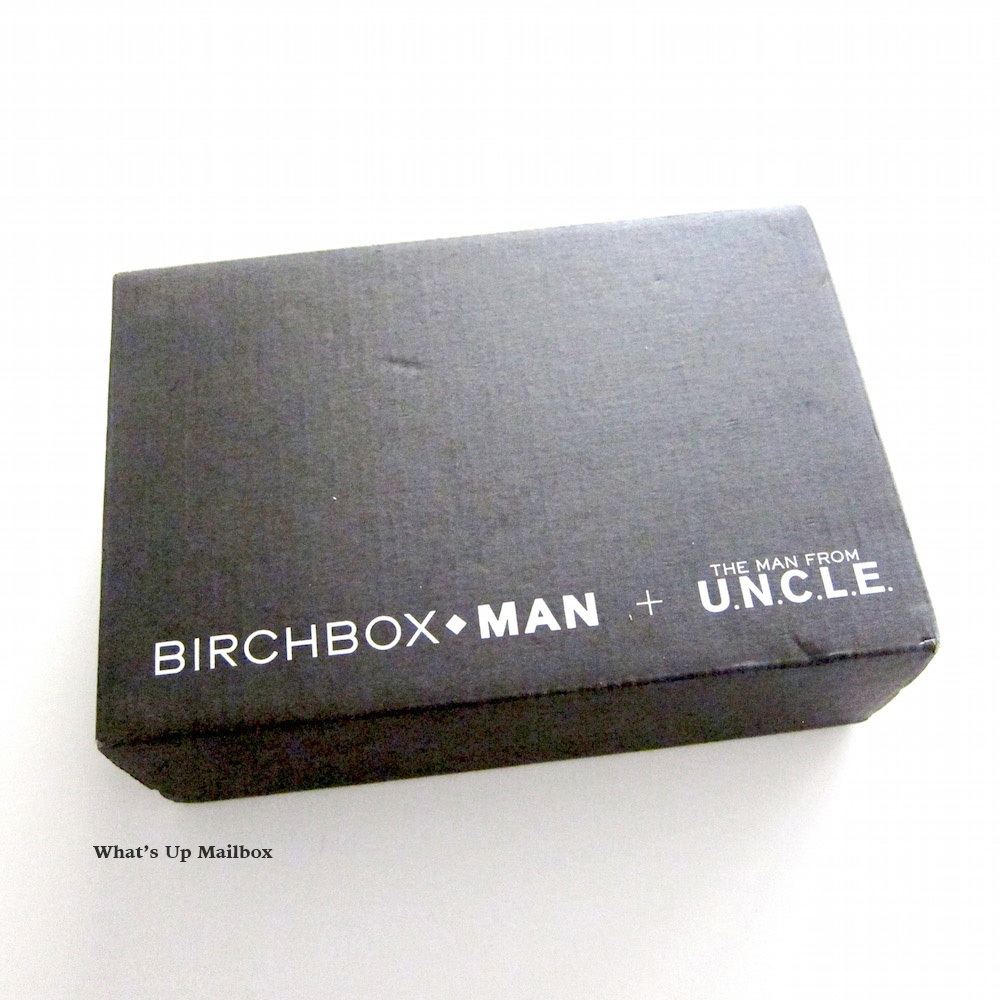 BIRCHBOX◆MAN + THE MAN FROM
U.N.C.L.E.
What's Up Mailbox